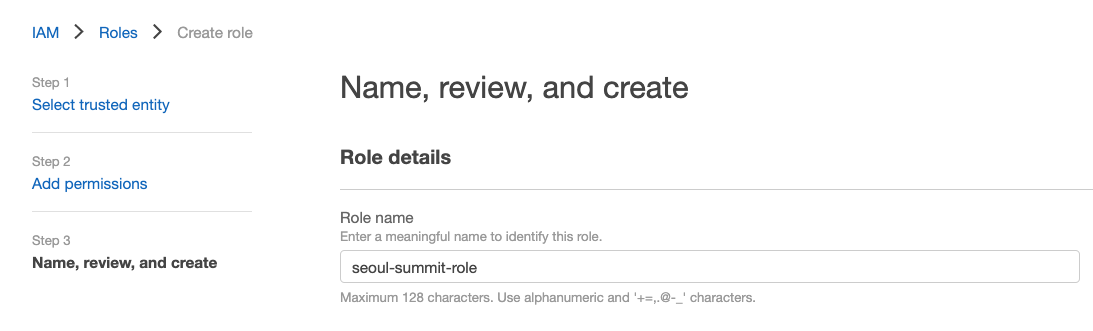 IAM > Roles > Create role
Step 1
Select trusted entity
Step 2
Add permissions
Step 3
Name, review, and create
Name, review, and create
Role details
Role name
Enter a meaningful name to identify this role.
seoul-summit-role
Maximum 128 characters. Use alphanumeric and '+=,.@-_' characters.